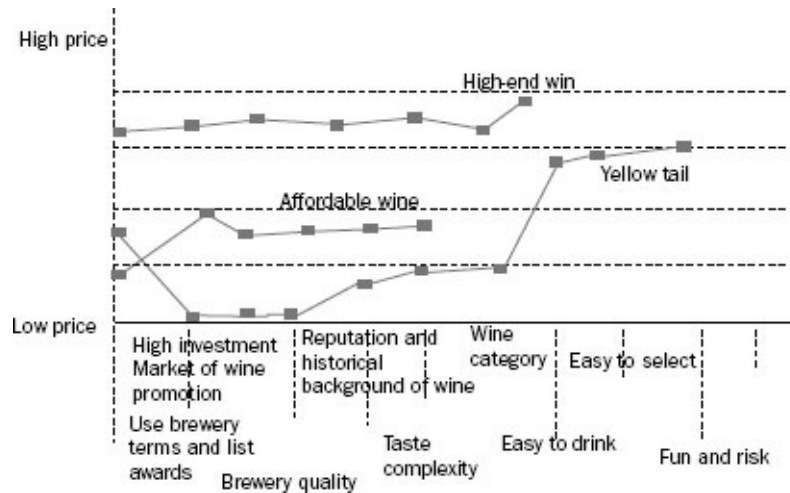 High price
High-end win
Yellow tail
Affordable wine
Low price
High investment
Market of wine
promotion
Reputation and
historical
background of wine
Wine
category
Easy to select
Use brewery
terms and list
awards
Brewery quality
Taste
complexity
Easy to drink
Fun and risk